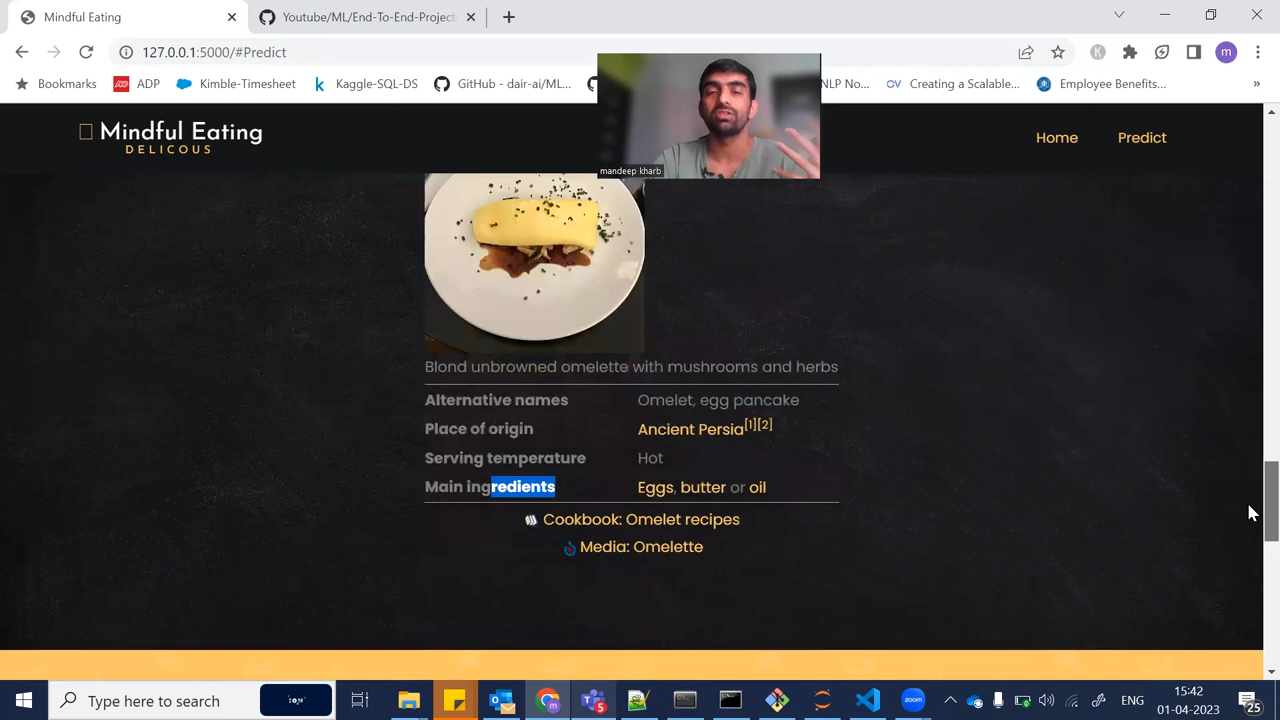 Mindful Eating
Youtube/ML/End-To-End-Project
127.0.0.1:5000/#Predict
m
Bookmarks
ADP
Kimble-Timesheet
Kaggle-SQL-DS
GitHub - dair-ai/ML...
NLP No...
Creating a Scalable...
Employee Benefits...
Mindful Eating
DELICOUS
Home
Predict
mandeep kharb
Blond unbrowned omelette with mushrooms and herbs
Alternative names Omelet, egg pancake
Place of origin Ancient Persia[1][2]
Serving temperature Hot
Main ingredients Eggs, butter or oil
Cookbook: Omelet recipes
Media: Omelette
Type here to search
ENG
15:42
01-04-2023
25